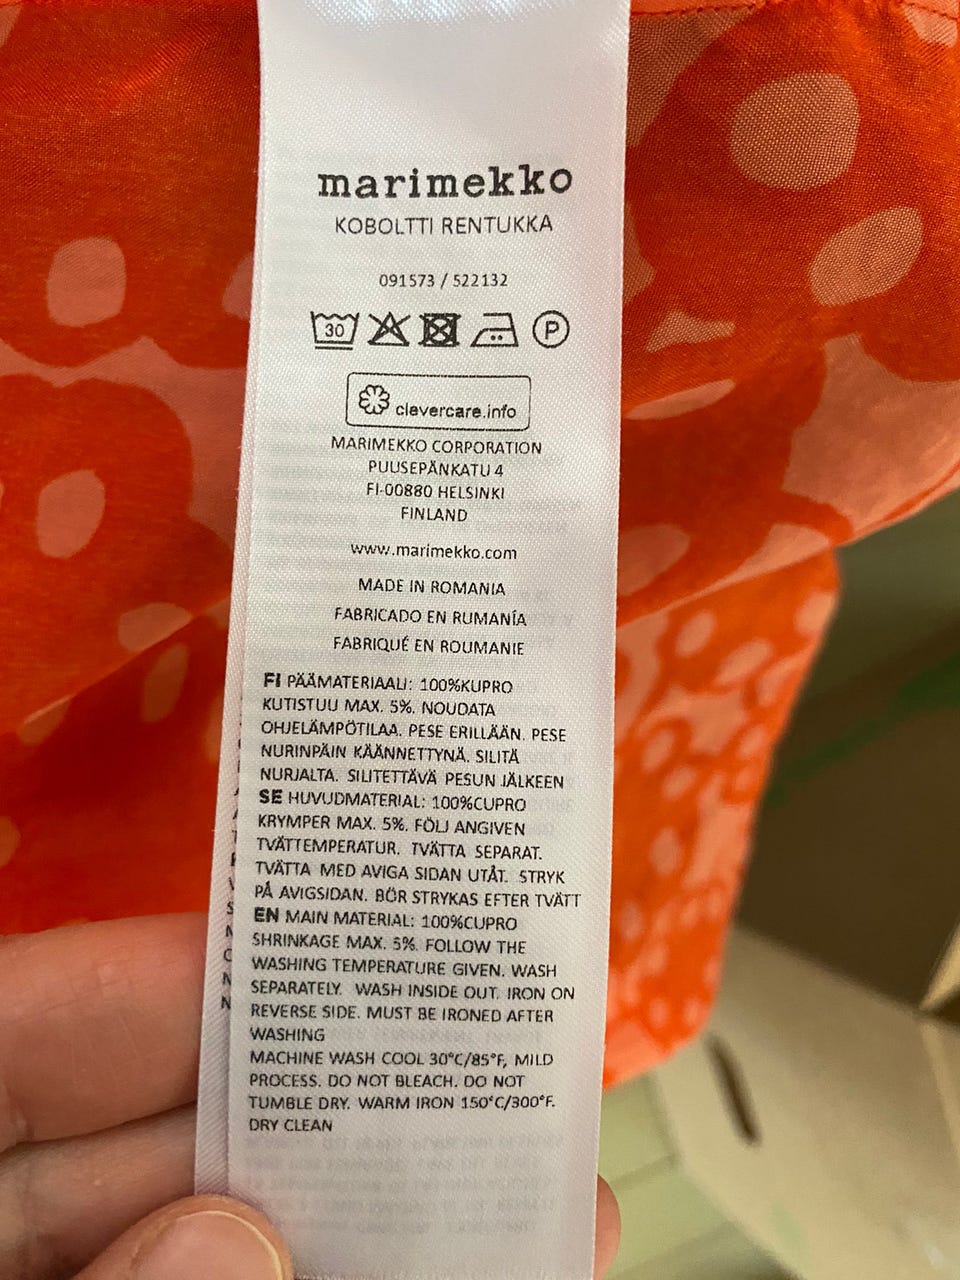 marimekko
KOBOLTTI RENTUKKA
091573 / 522132
30 P
clevercare.info
MARIMEKKO CORPORATION
PUUSEPÄNKATU 4
FI-00880 HELSINKI
FINLAND
www.marimekko.com
MADE IN ROMANIA
FABRICADO EN RUMANÍA
FABRIQUÉ EN ROUMANIE
FI PÄÄMATERIAALI: 100%KUPRO
KUTISTUU MAX. 5%. NOUDATA
OHJELÄMPÖTILAA. PESE ERILLÄÄN. PESE
NURINPÄIN KÄÄNNETTYNÄ. SILITÄ
NURJALTA. SILITETTÄVÄ PESUN JÄLKEEN
SE HUVUDMATERIAL: 100%CUPRO
KRYMPER MAX. 5%. FÖLJ ANGIVEN
TVÄTTEMPERATUR. TVÄTTA SEPARAT.
TVÄTTA MED AVIGA SIDAN UTÅT. STRYK
PÅ AVIGSIDAN. BÖR STRYKAS EFTER TVÄTT
EN MAIN MATERIAL: 100%CUPRO
SHRINKAGE MAX. 5%. FOLLOW THE
WASHING TEMPERATURE GIVEN. WASH
SEPARATELY. WASH INSIDE OUT. IRON ON
REVERSE SIDE. MUST BE IRONED AFTER
WASHING
MACHINE WASH COOL 30°C/85°F, MILD
PROCESS. DO NOT BLEACH. DO NOT
TUMBLE DRY. WARM IRON 150°C/300°F.
DRY CLEAN